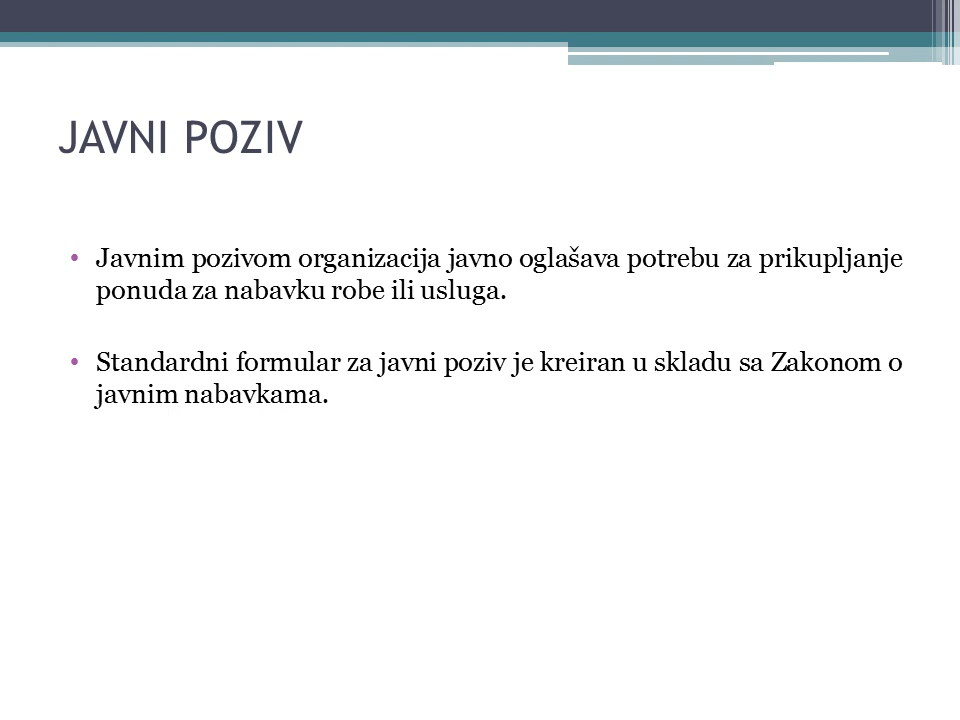 JAVNI POZIV
• Javnim pozivom organizacija javno oglašava potrebu za prikupljanje
ponuda za nabavku robe ili usluga.
• Standardni formular za javni poziv je kreiran u skladu sa Zakonom o
javnim nabavkama.